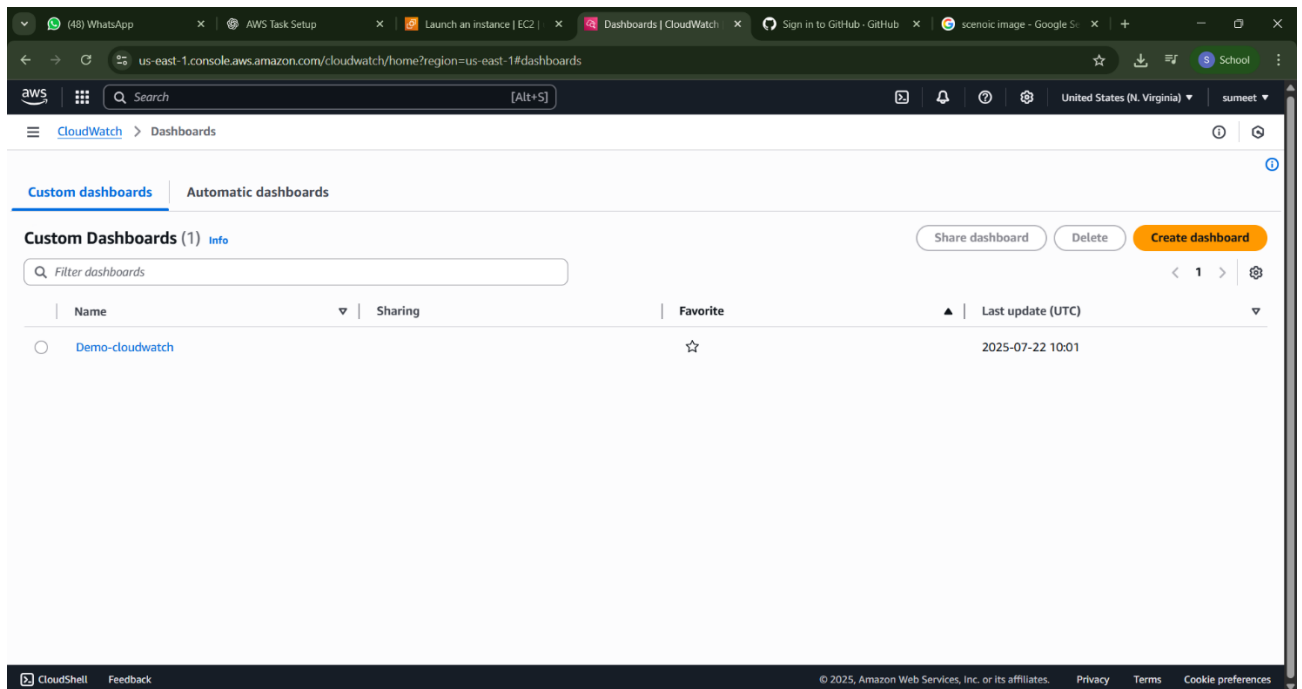 (48) WhatsApp
AWS Task Setup
Launch an instance | EC2 |
Dashboards | CloudWatch |
Sign in to GitHub · GitHub
scenoic image - Google Se
us-east-1.console.aws.amazon.com/cloudwatch/home?region=us-east-1#dashboards
S School
aws Search [Alt+S] United States (N. Virginia) sumeet
CloudWatch > Dashboards
Custom dashboards Automatic dashboards
Custom Dashboards (1) Info Share dashboard Delete Create dashboard
Filter dashboards < 1 >
Name Sharing Favorite Last update (UTC)
Demo-cloudwatch 2025-07-22 10:01
CloudShell Feedback © 2025, Amazon Web Services, Inc. or its affiliates. Privacy Terms Cookie preferences